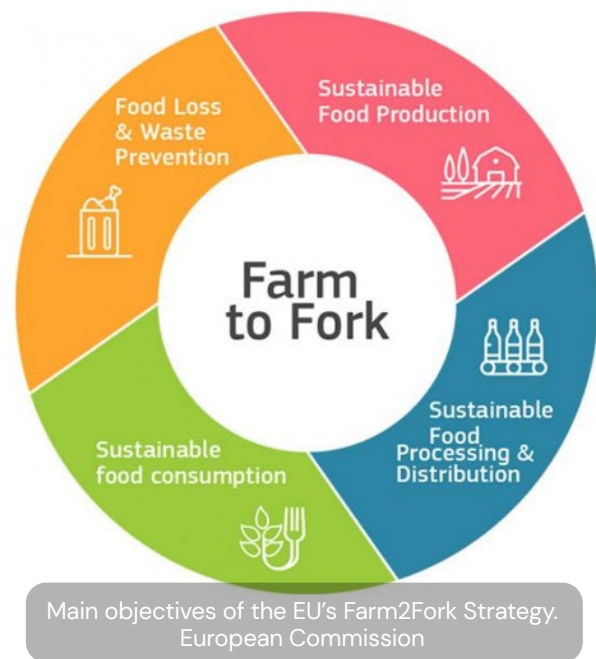 Food Loss
& Waste
Prevention
Sustainable
Food Production
Farm
to Fork
Sustainable
Food
Processing &
Distribution
Sustainable
food consumption
Main objectives of the EU's Farm2Fork Strategy.
European Commission